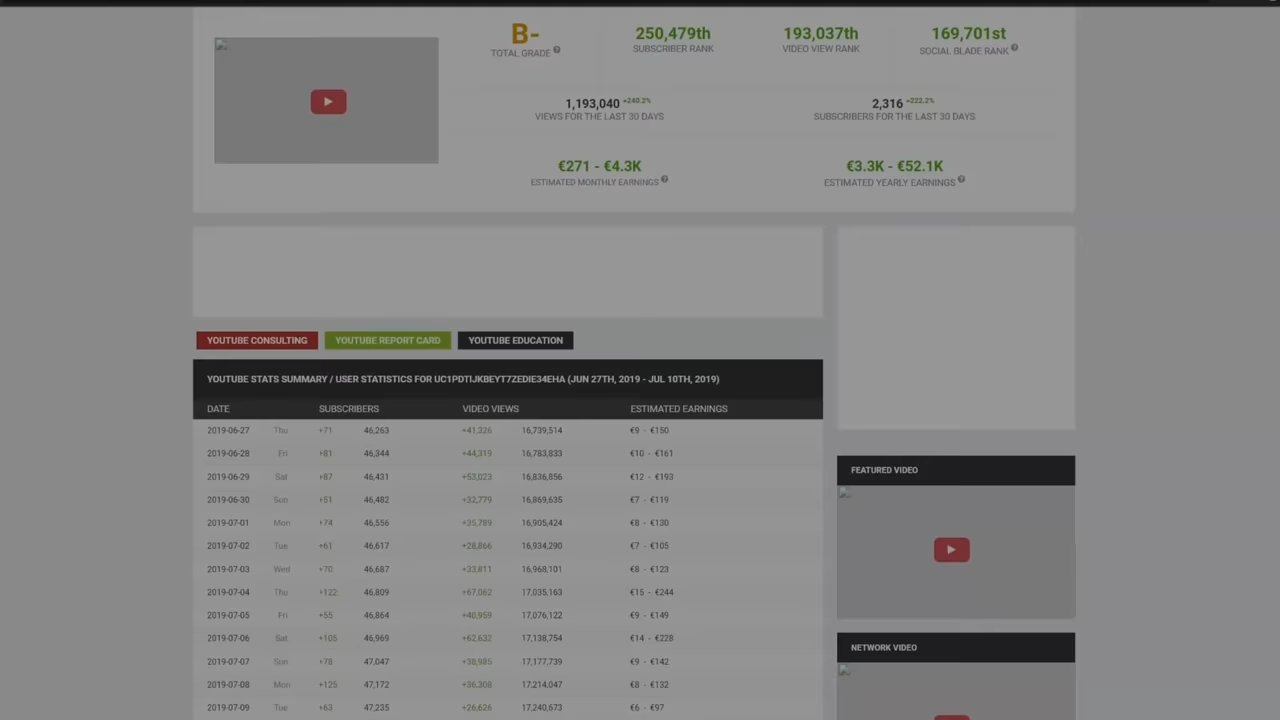 B- 250,479th 193,037th 169,701st
TOTAL GRADE SUBSCRIBER RANK VIDEO VIEW RANK SOCIAL BLADE RANK
1,193,040 +240.2% 2,316 +222.2%
VIEWS FOR THE LAST 30 DAYS SUBSCRIBERS FOR THE LAST 30 DAYS
€271 - €4.3K €3.3K - €52.1K
ESTIMATED MONTHLY EARNINGS ESTIMATED YEARLY EARNINGS
YOUTUBE CONSULTING YOUTUBE REPORT CARD YOUTUBE EDUCATION
YOUTUBE STATS SUMMARY / USER STATISTICS FOR UC1PDTIJKBEYT7ZEDIE34EHA (JUN 27TH, 2019 - JUL 10TH, 2019)
DATE SUBSCRIBERS VIDEO VIEWS ESTIMATED EARNINGS
2019-06-27 Thu +71 46,263 +41,326 16,739,514 €9 - €150
2019-06-28 Fri +81 46,344 +44,319 16,783,833 €10 - €161
2019-06-29 Sat +87 46,431 +53,023 16,836,856 €12 - €193
2019-06-30 Sun +51 46,482 +32,779 16,869,635 €7 - €119
2019-07-01 Mon +74 46,556 +35,789 16,905,424 €8 - €130
2019-07-02 Tue +61 46,617 +28,866 16,934,290 €7 - €105
2019-07-03 Wed +70 46,687 +33,811 16,968,101 €8 - €123
2019-07-04 Thu +122 46,809 +67,062 17,035,163 €15 - €244
2019-07-05 Fri +55 46,864 +40,959 17,076,122 €9 - €149
2019-07-06 Sat +105 46,969 +62,632 17,138,754 €14 - €228
2019-07-07 Sun +78 47,047 +38,985 17,177,739 €9 - €142
2019-07-08 Mon +125 47,172 +36,308 17,214,047 €8 - €132
2019-07-09 Tue +63 47,235 +26,626 17,240,673 €6 - €97
FEATURED VIDEO
NETWORK VIDEO